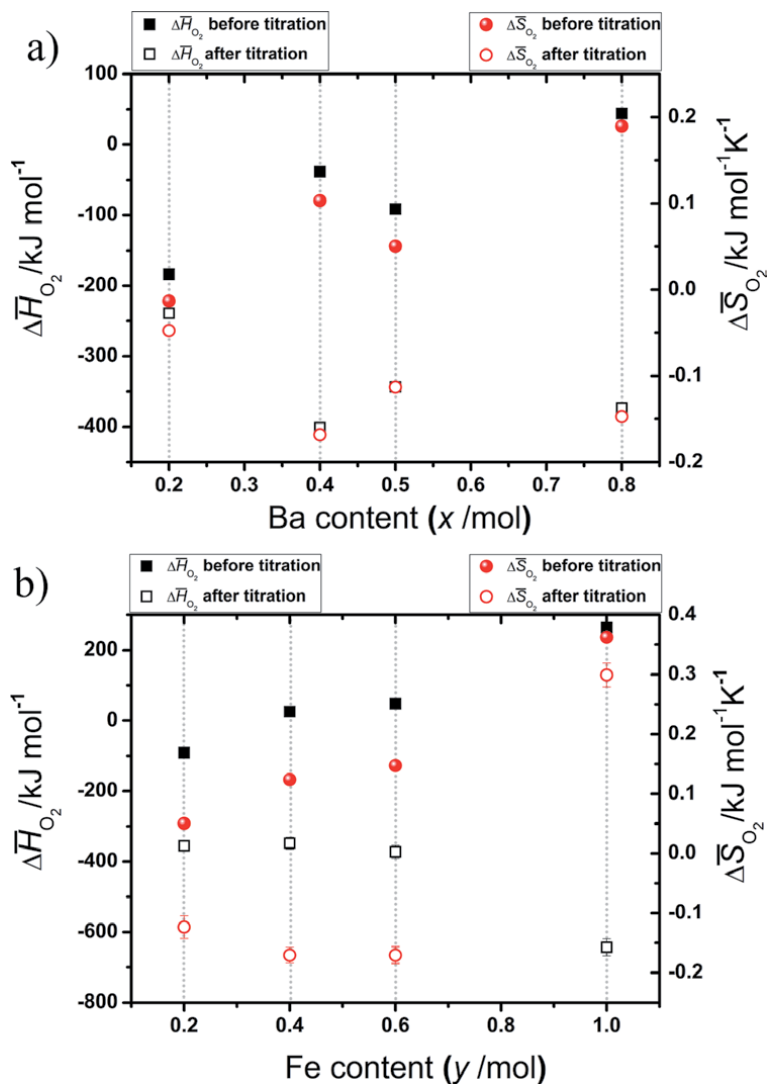 a)
■ ΔH̅O₂ before titration
□ ΔH̅O₂ after titration
● ΔS̅O₂ before titration
○ ΔS̅O₂ after titration
ΔH̅O₂ /kJ mol⁻¹
100
0
-100
-200
-300
-400
ΔS̅O₂ /kJ mol⁻¹K⁻¹
0.2
0.1
0.0
-0.1
-0.2
0.2 0.3 0.4 0.5 0.6 0.7 0.8
Ba content (x /mol)
b)
■ ΔH̅O₂ before titration
□ ΔH̅O₂ after titration
● ΔS̅O₂ before titration
○ ΔS̅O₂ after titration
ΔH̅O₂ /kJ mol⁻¹
200
0
-200
-400
-600
-800
ΔS̅O₂ /kJ mol⁻¹K⁻¹
0.4
0.3
0.2
0.1
0.0
-0.1
-0.2
0.2 0.4 0.6 0.8 1.0
Fe content (y /mol)